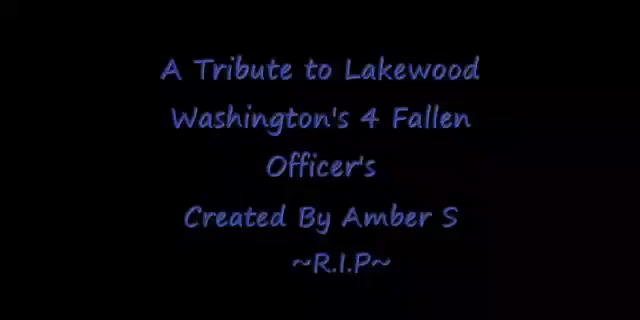 A Tribute to Lakewood
Washington's 4 Fallen
Officer's
Created By Amber S
~R.I.P~